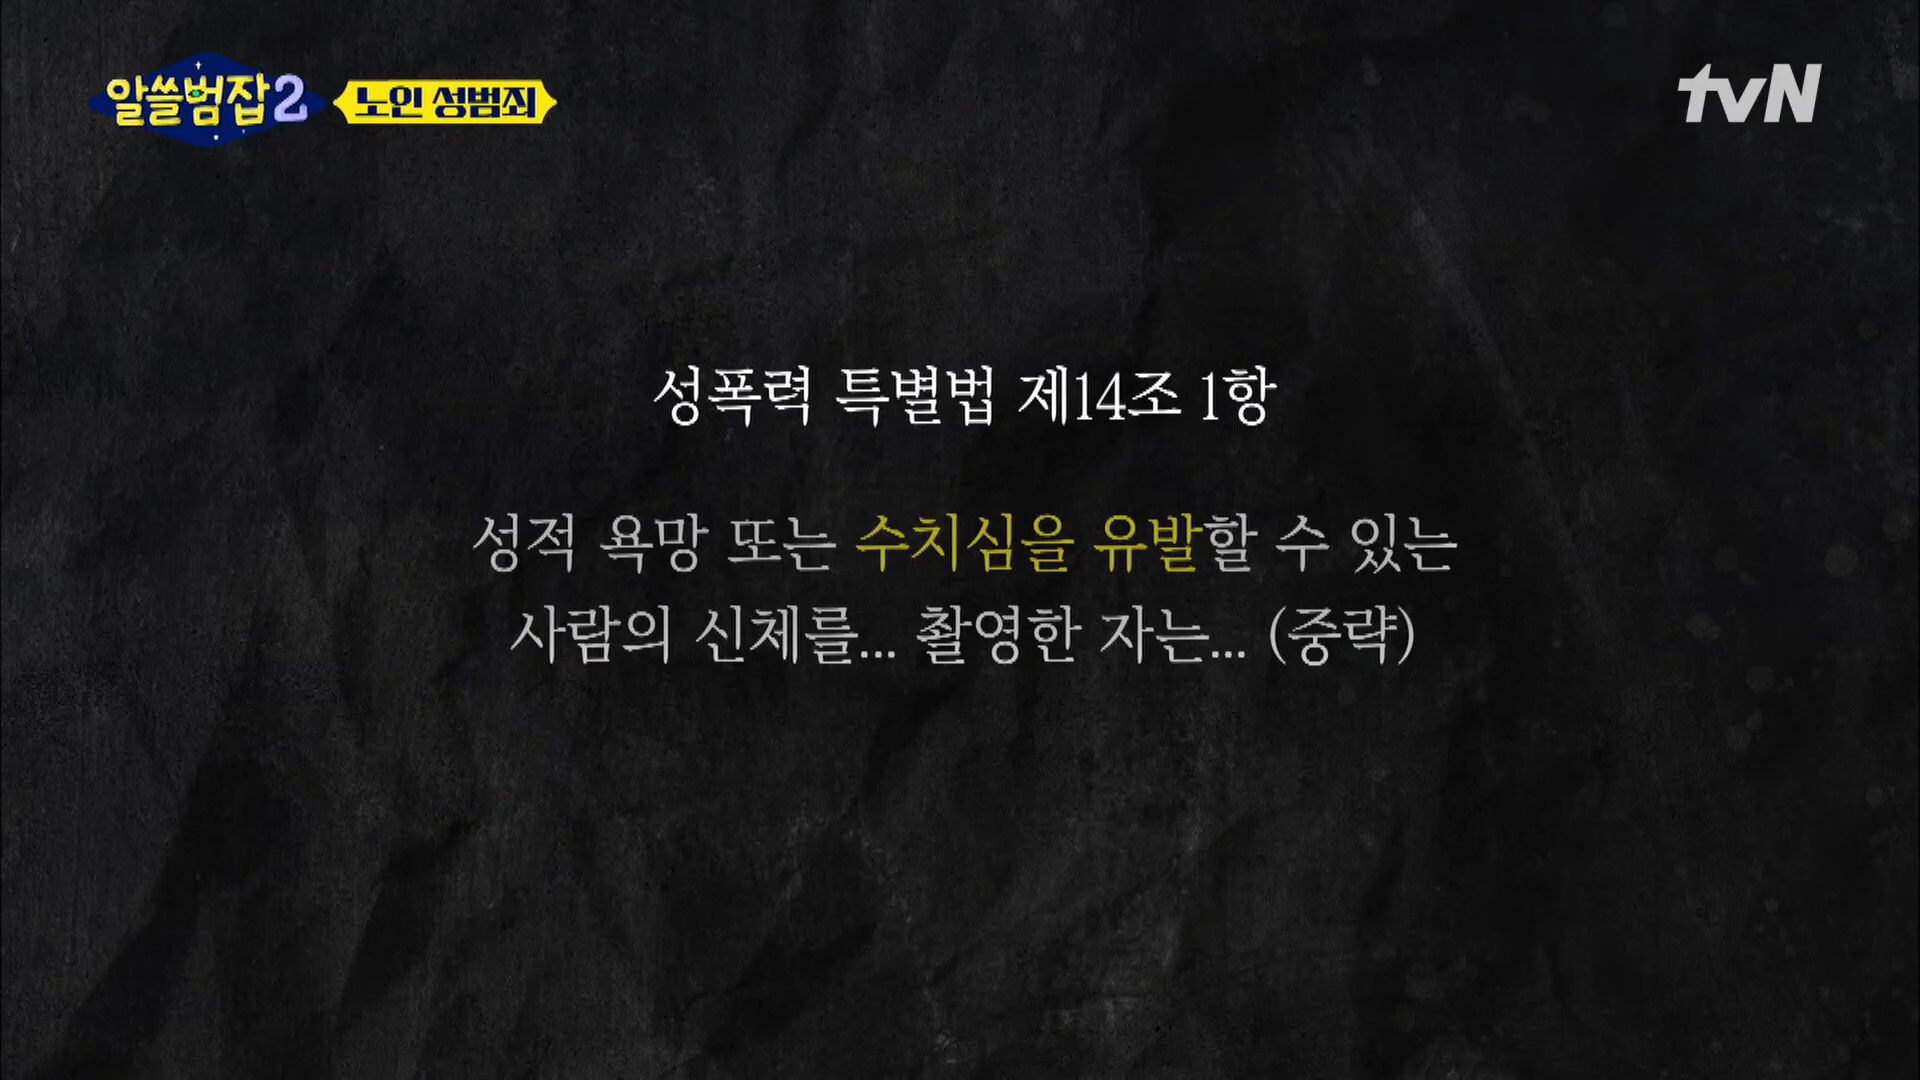 알쓸범잡2 노인 성범죄
tvN
성폭력 특별법 제14조 1항
성적 욕망 또는 수치심을 유발할 수 있는
사람의 신체를... 촬영한 자는... (중략)